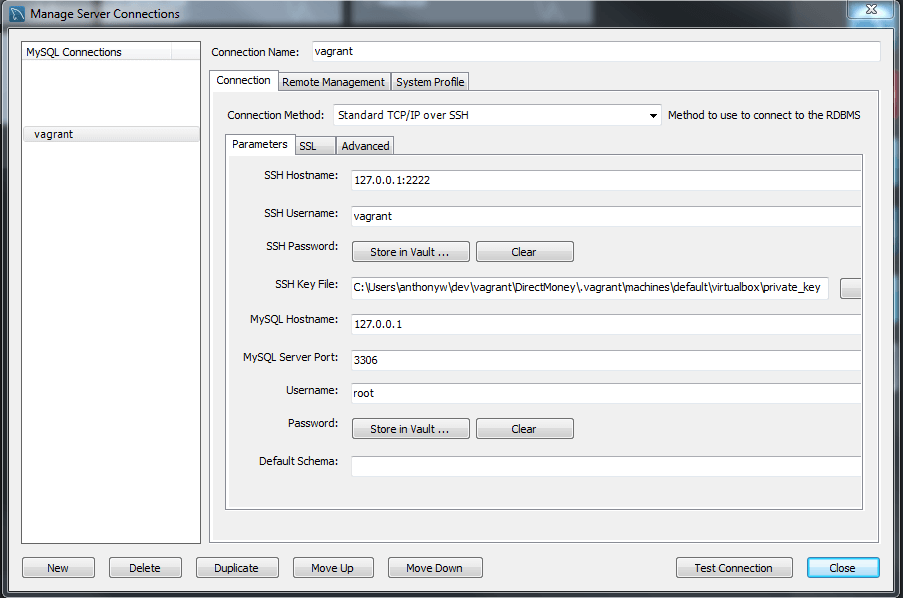 Manage Server Connections
MySQL Connections
vagrant
Connection Name: vagrant
Connection Remote Management System Profile
Connection Method: Standard TCP/IP over SSH Method to use to connect to the RDBMS
Parameters SSL Advanced
SSH Hostname: 127.0.0.1:2222
SSH Username: vagrant
SSH Password: Store in Vault ... Clear
SSH Key File: C:\Users\anthonyw\dev\vagrant\DirectMoney\.vagrant\machines\default\virtualbox\private_key
MySQL Hostname: 127.0.0.1
MySQL Server Port: 3306
Username: root
Password: Store in Vault ... Clear
Default Schema:
New Delete Duplicate Move Up Move Down Test Connection Close